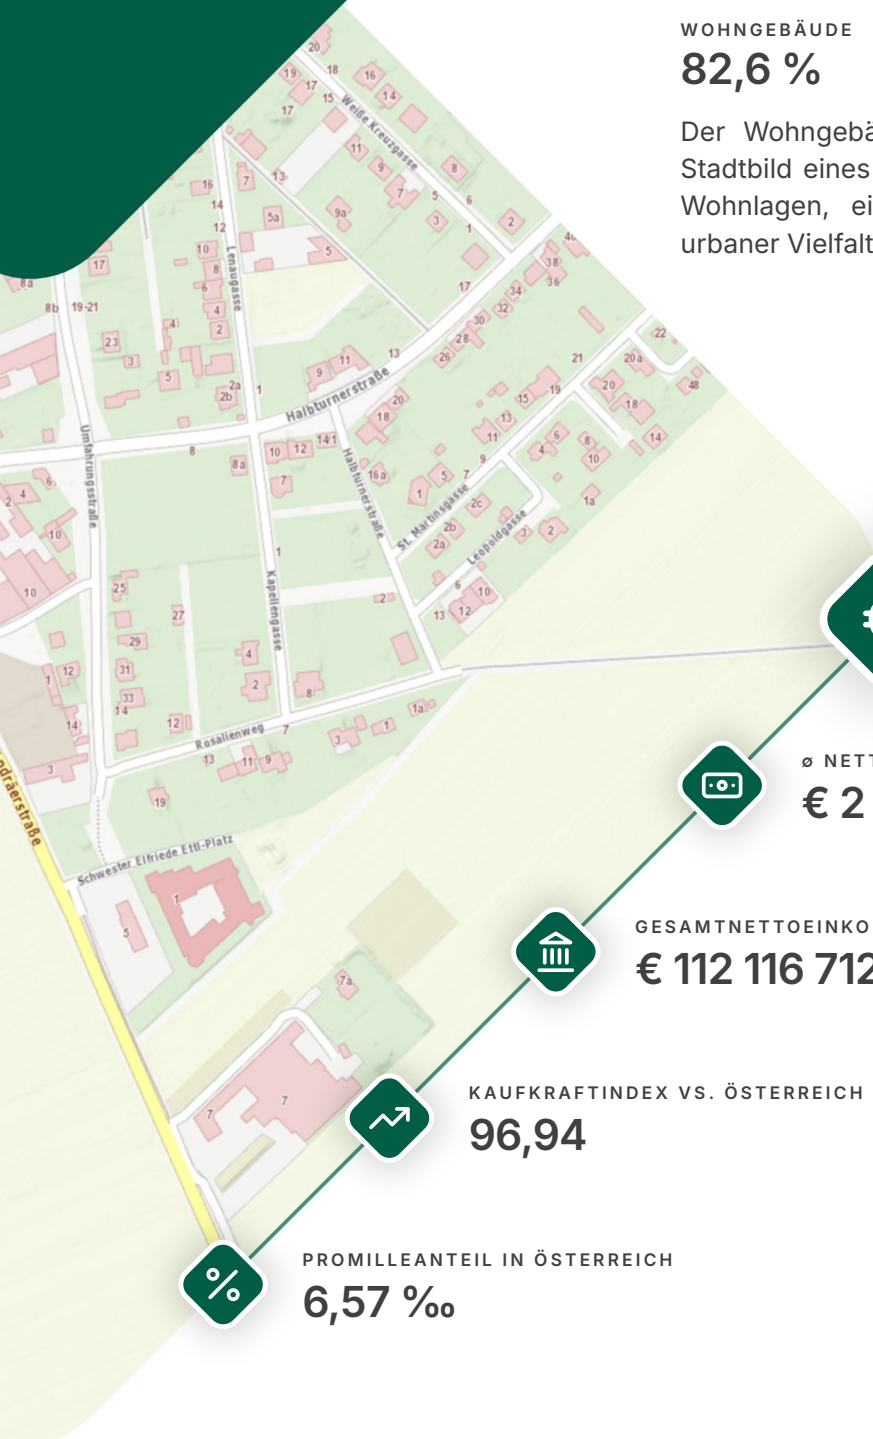 WOHNGEBÄUDE
82,6 %
Der Wohngebä
Stadtbild eines
Wohnlagen, ei
urbaner Vielfalt
Weiße Kreuzgasse
Lenaugasse
Halbturnerstraße
Umfahrungsstraße
Halbturnerstraße
St. Martinsgasse
Leopoldgasse
Kapellengasse
Rosalienweg
ndräerstraße
Schwester Elfriede Ettl-Platz
ø NETT
€ 2
GESAMTNETTOEINKO
€ 112 116 712
KAUFKRAFTINDEX VS. ÖSTERREICH
96,94
PROMILLEANTEIL IN ÖSTERREICH
6,57 ‰